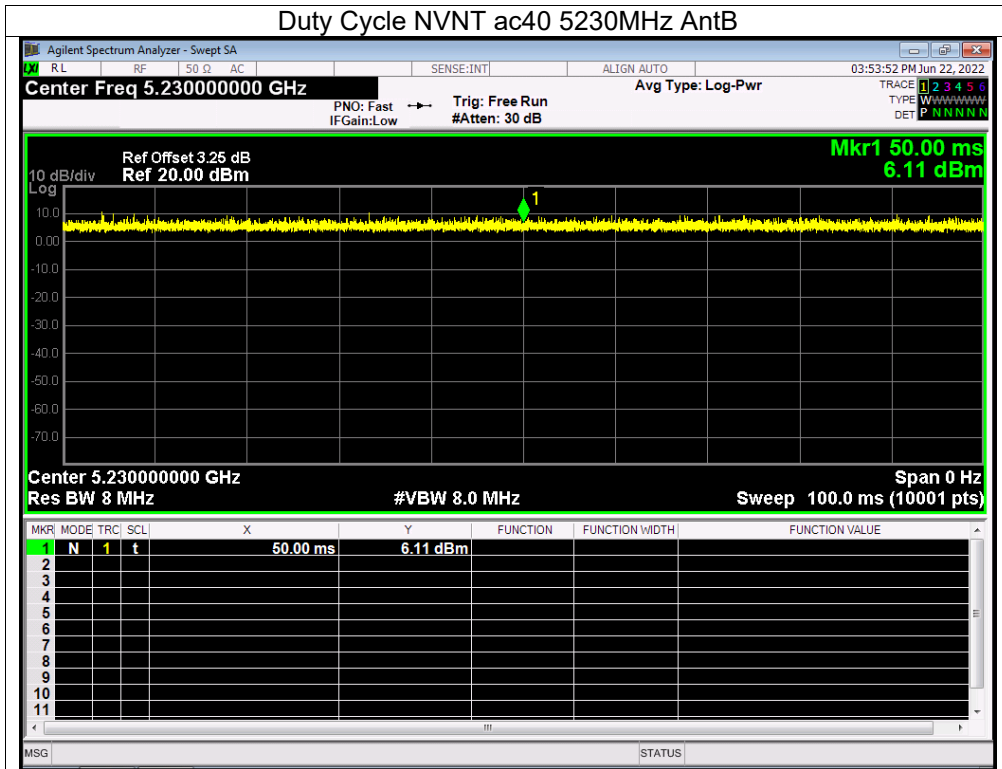 Duty Cycle NVNT ac40 5230MHz AntB
Agilent Spectrum Analyzer - Swept SA
LXI RL RF 50 Ω AC SENSE:INT ALIGN AUTO 03:53:52 PM Jun 22, 2022
Center Freq 5.230000000 GHz Avg Type: Log-Pwr TRACE 1 2 3 4 5 6
PNO: Fast Trig: Free Run TYPE WWWWWW
IFGain:Low #Atten: 30 dB DET P N N N N N
Mkr1 50.00 ms
Ref Offset 3.25 dB
10 dB/div Ref 20.00 dBm 6.11 dBm
Log
1
10.0
0.00
-10.0
-20.0
-30.0
-40.0
-50.0
-60.0
-70.0
Center 5.230000000 GHz Span 0 Hz
Res BW 8 MHz #VBW 8.0 MHz Sweep 100.0 ms (10001 pts)
MKR MODE TRC SCL X Y FUNCTION FUNCTION WIDTH FUNCTION VALUE
1 N 1 t 50.00 ms 6.11 dBm
2
3
4
5
6
7
8
9
10
11
MSG STATUS